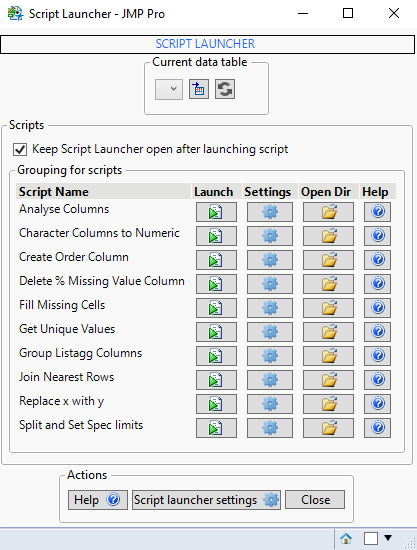 Script Launcher - JMP Pro
SCRIPT LAUNCHER
Current data table
Scripts
Keep Script Launcher open after launching script
Grouping for scripts
Script Name Launch Settings Open Dir Help
Analyse Columns
Character Columns to Numeric
Create Order Column
Delete % Missing Value Column
Fill Missing Cells
Get Unique Values
Group Listagg Columns
Join Nearest Rows
Replace x with y
Split and Set Spec limits
Actions
Help Script launcher settings Close